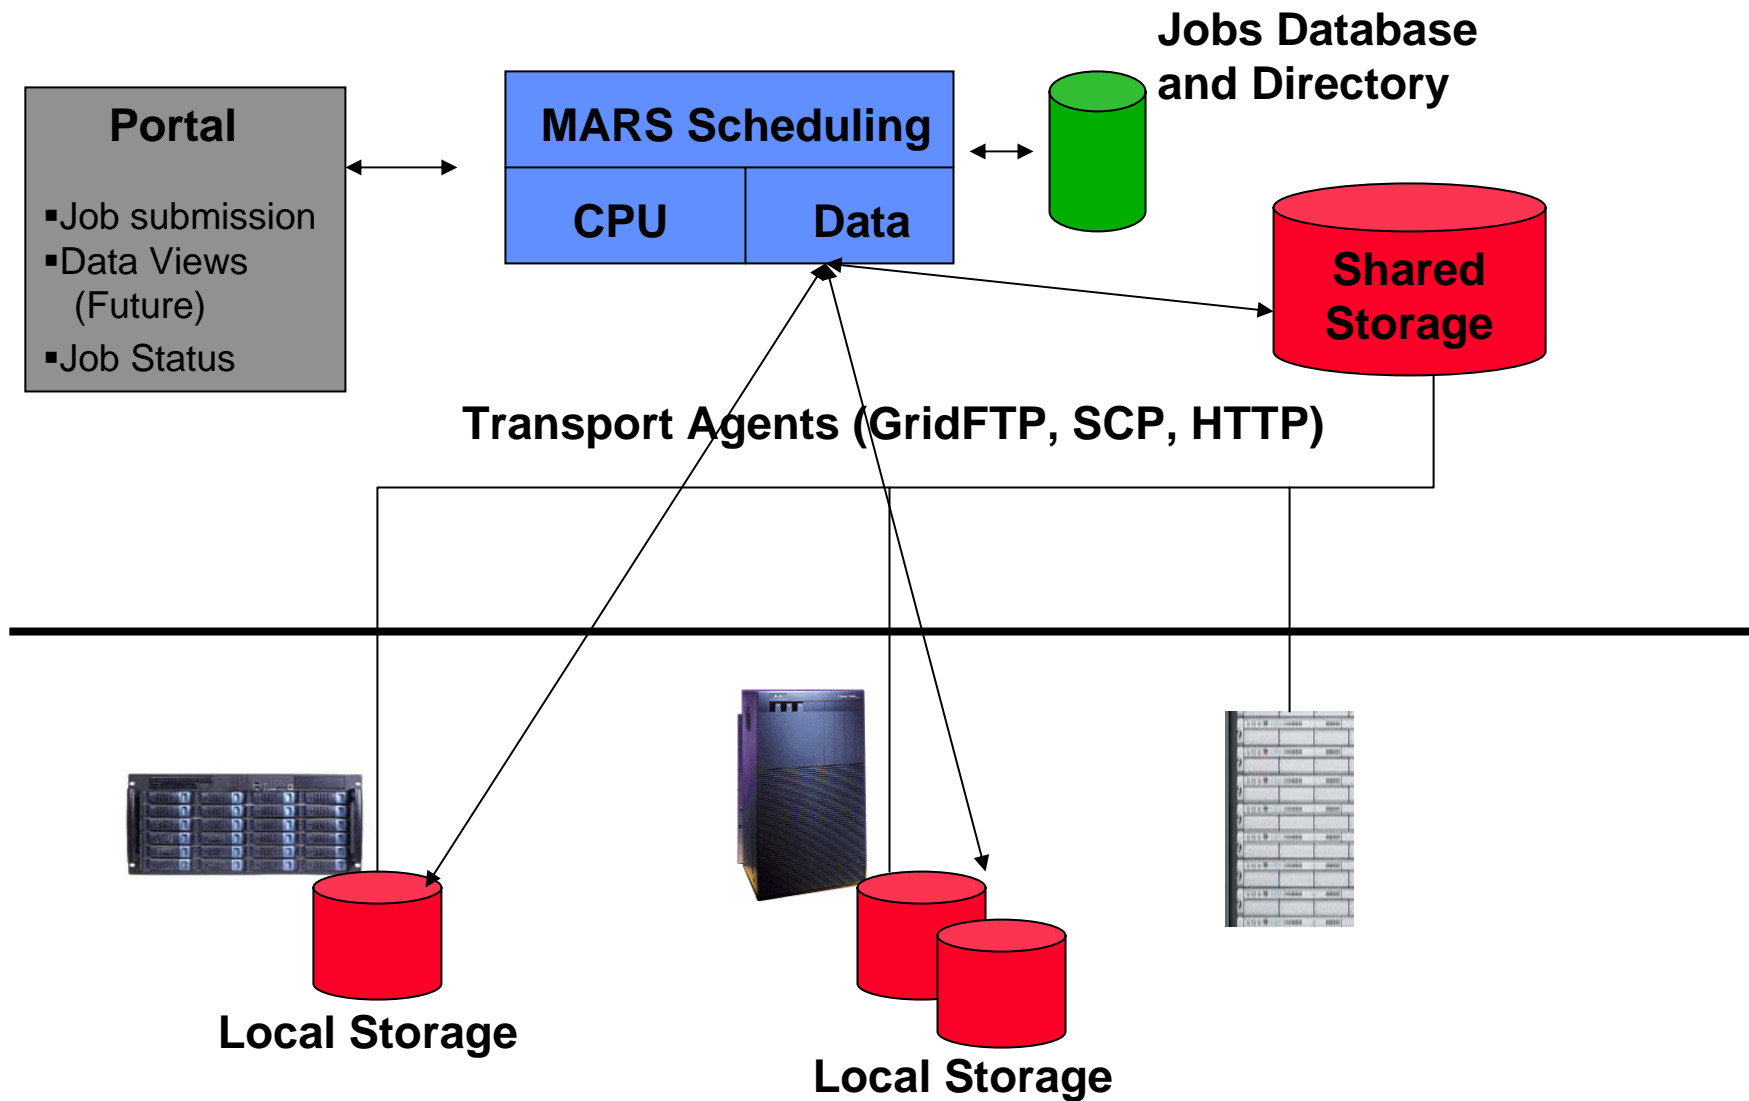 Jobs Database
and Directory
Portal
▪Job submission
▪Data Views
(Future)
▪Job Status
MARS Scheduling
CPU
Data
Shared
Storage
Transport Agents (GridFTP, SCP, HTTP)
Local Storage
Local Storage